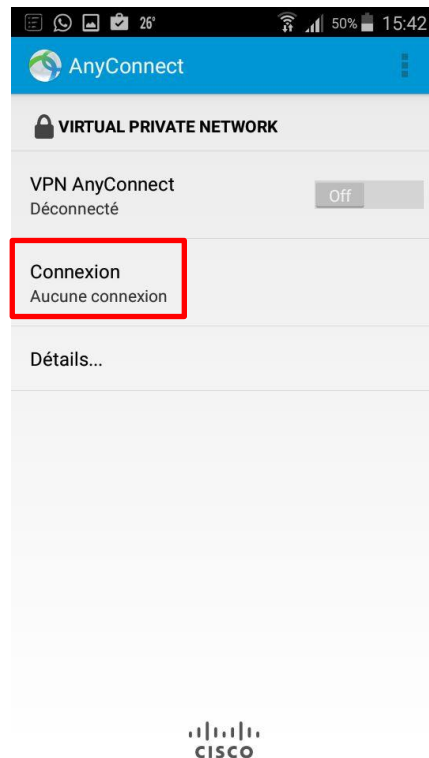 26° 50% 15:42
AnyConnect
VIRTUAL PRIVATE NETWORK
VPN AnyConnect
Off
Déconnecté
Connexion
Aucune connexion
Détails...
CISCO